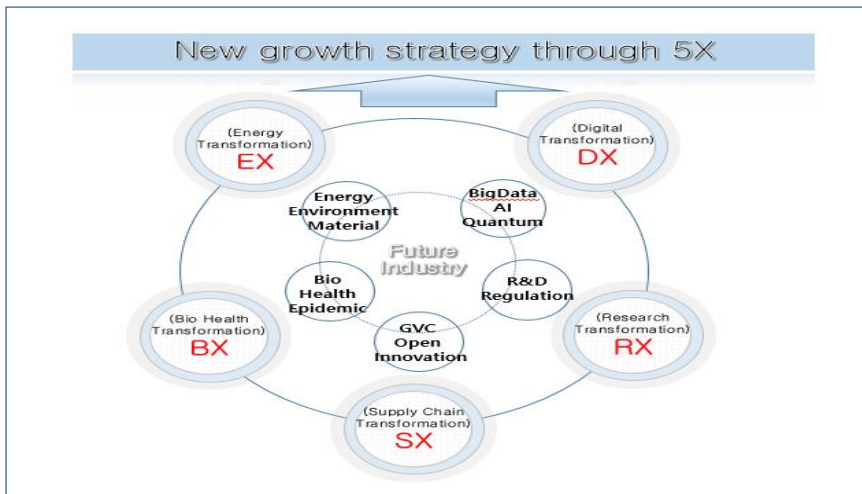 New growth strategy through 5X
(Energy
Transformation)
EX
(Digital
Transformation)
DX
Energy
Environment
Material
BigData
AI
Quantum
Future
Industry
Bio
Health
Epidemic
R&D
Regulation
GVC
Open
Innovation
(Bio Health
Transformation)
BX
(Research
Transformation)
RX
(Supply Chain
Transformation)
SX